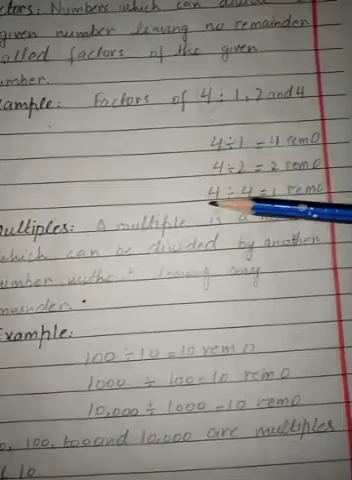 ctors: Numbers which can divide a
given number leaving no remainder
alled factors of the given
umber.
ample: Factors of 4 : 1, 2 and 4
4 ÷ 1 = 4 rem 0
4 ÷ 2 = 2 rem 0
4 ÷ 4 = 1 rem 0
ultiples: A multiple is a
which can be divided by another
umber without leaving any
mainder.
Example:
100 ÷ 10 = 10 rem 0
1000 ÷ 100 = 10 rem 0
10,000 ÷ 1000 = 10 rem 0
0, 100, and 10,000 are multiples
f 10.